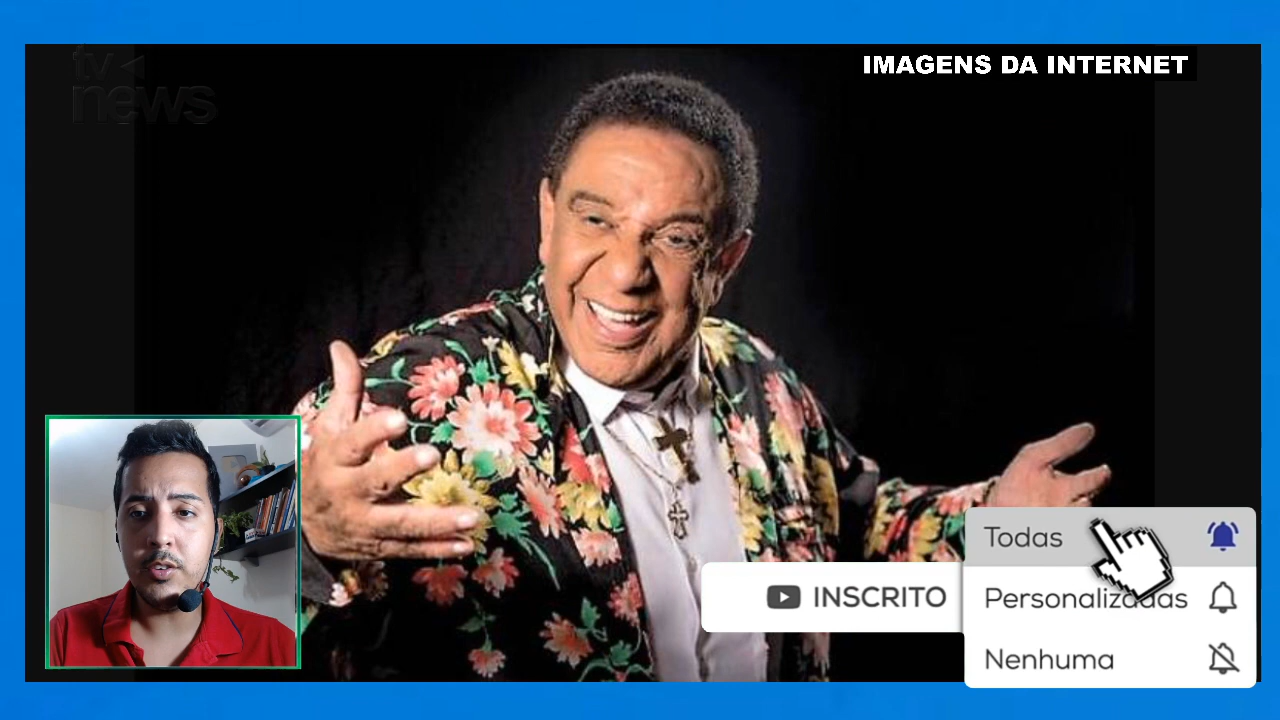 tv
news
IMAGENS DA INTERNET
Todas
INSCRITO
Personalizadas
Nenhuma